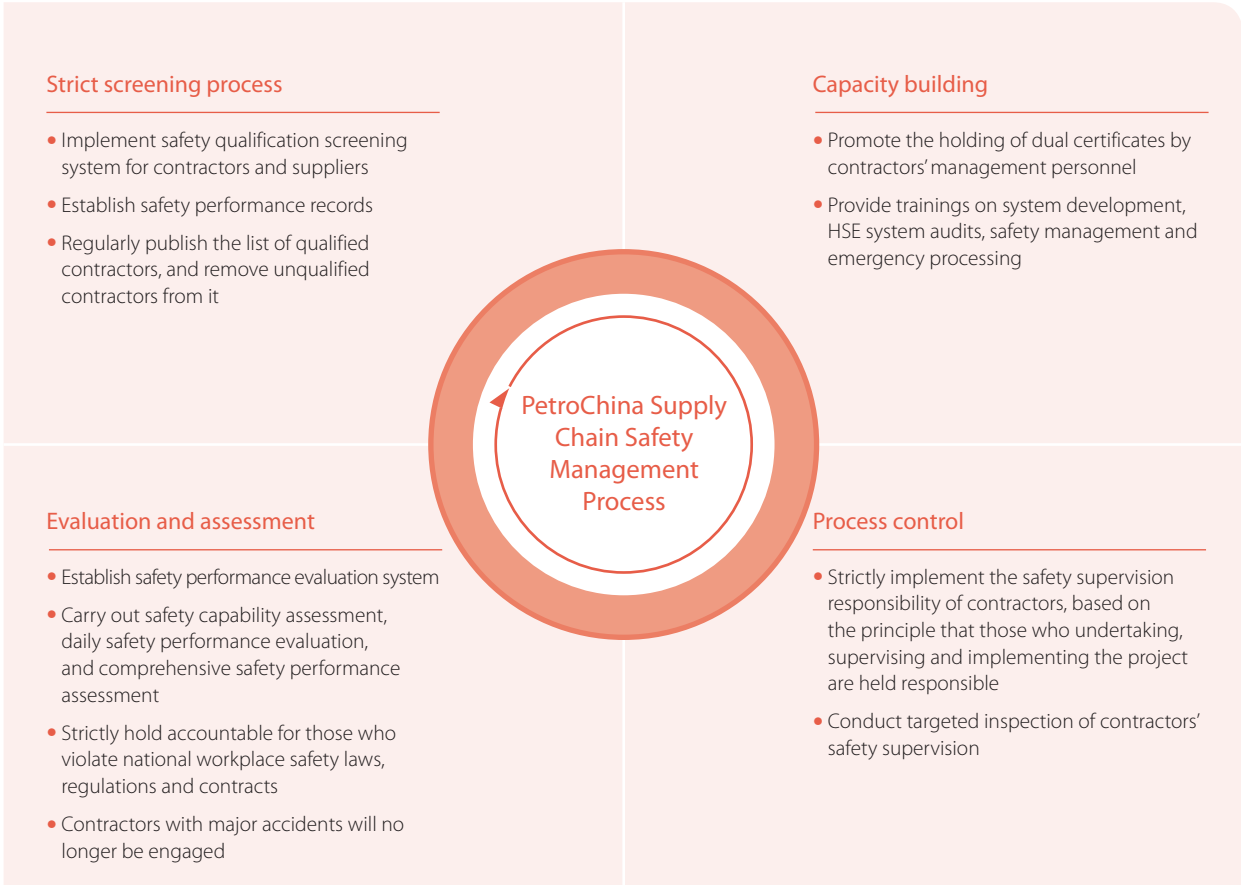 Strict screening process
• Implement safety qualification screening
system for contractors and suppliers
• Establish safety performance records
• Regularly publish the list of qualified
contractors, and remove unqualified
contractors from it
Capacity building
• Promote the holding of dual certificates by
contractors' management personnel
• Provide trainings on system development,
HSE system audits, safety management and
emergency processing
PetroChina Supply
Chain Safety
Management
Process
Evaluation and assessment
• Establish safety performance evaluation system
• Carry out safety capability assessment,
daily safety performance evaluation,
and comprehensive safety performance
assessment
• Strictly hold accountable for those who
violate national workplace safety laws,
regulations and contracts
• Contractors with major accidents will no
longer be engaged
Process control
• Strictly implement the safety supervision
responsibility of contractors, based on
the principle that those who undertaking,
supervising and implementing the project
are held responsible
• Conduct targeted inspection of contractors'
safety supervision